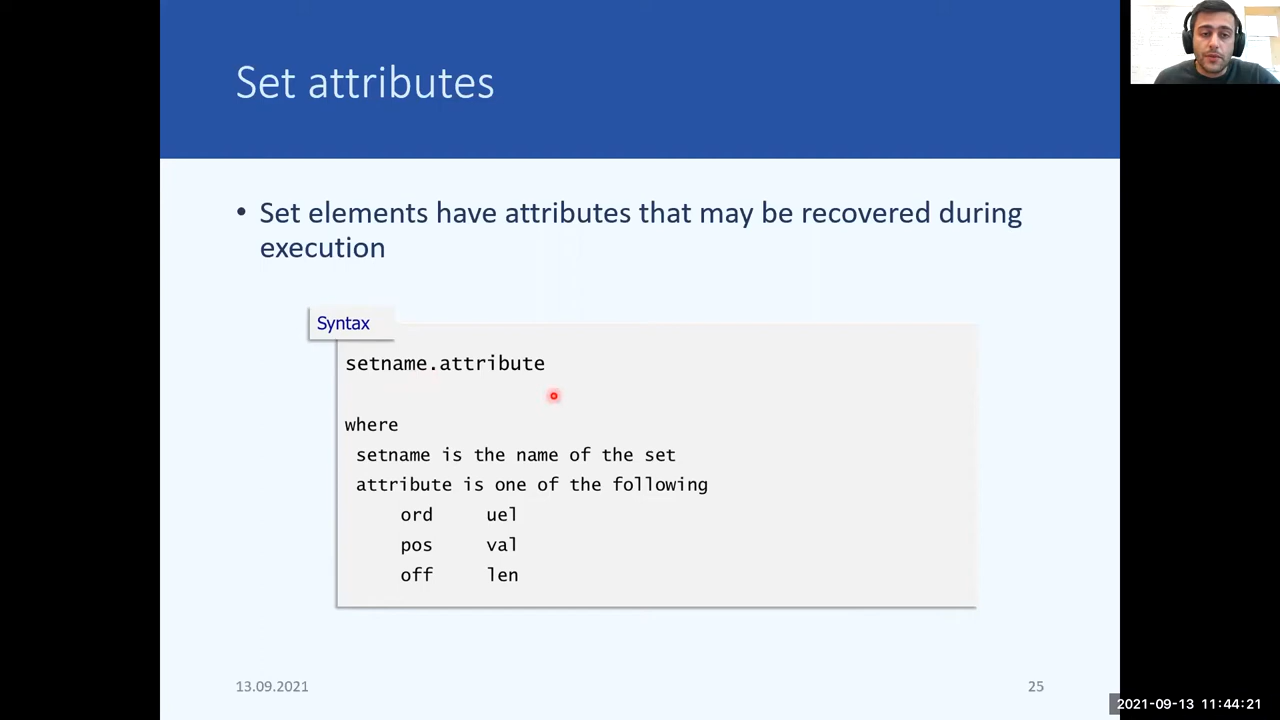 Set attributes
• Set elements have attributes that may be recovered during
execution
Syntax
setname.attribute
where
setname is the name of the set
attribute is one of the following
ord uel
pos val
off len
13.09.2021
25
2021-09-13 11:44:21